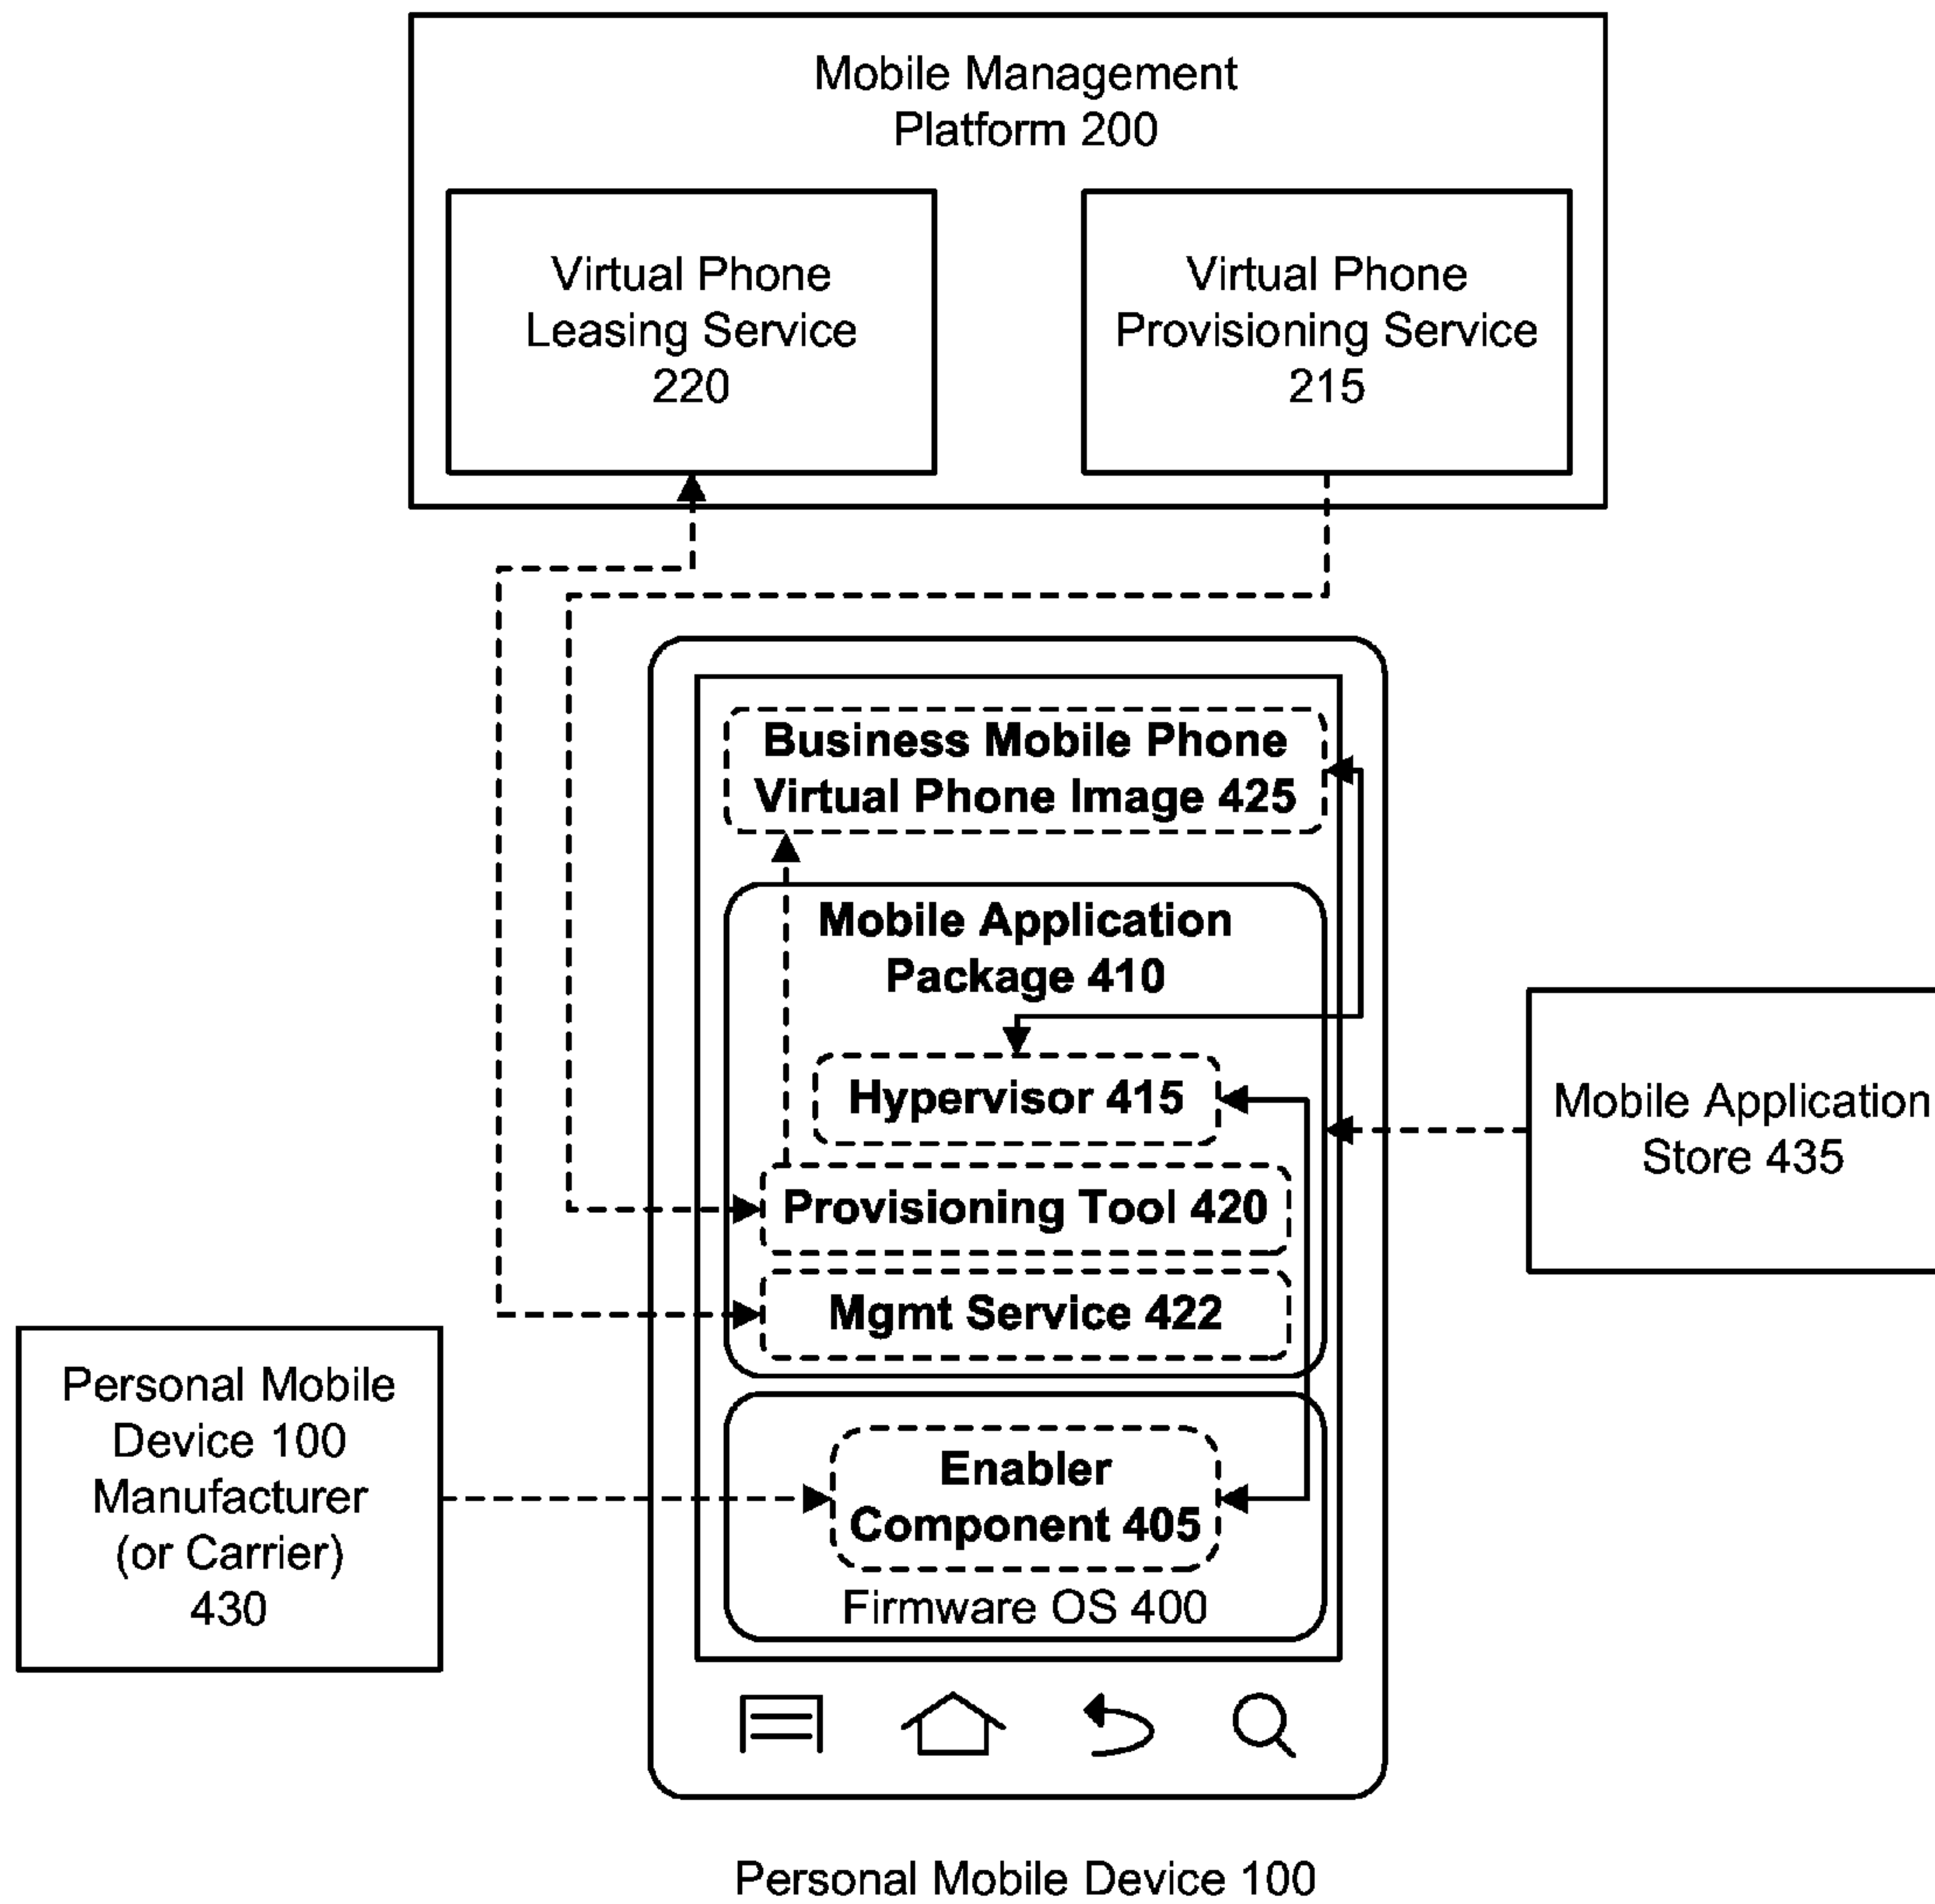 Mobile Management
Platform 200
Virtual Phone
Leasing Service
220
Virtual Phone
Provisioning Service
215
Business Mobile Phone
Virtual Phone Image 425
Mobile Application
Package 410
Hypervisor 415
Provisioning Tool 420
Mgmt Service 422
Mobile Application
Store 435
Personal Mobile
Device 100
Manufacturer
(or Carrier)
430
Enabler
Component 405
Firmware OS 400
Personal Mobile Device 100